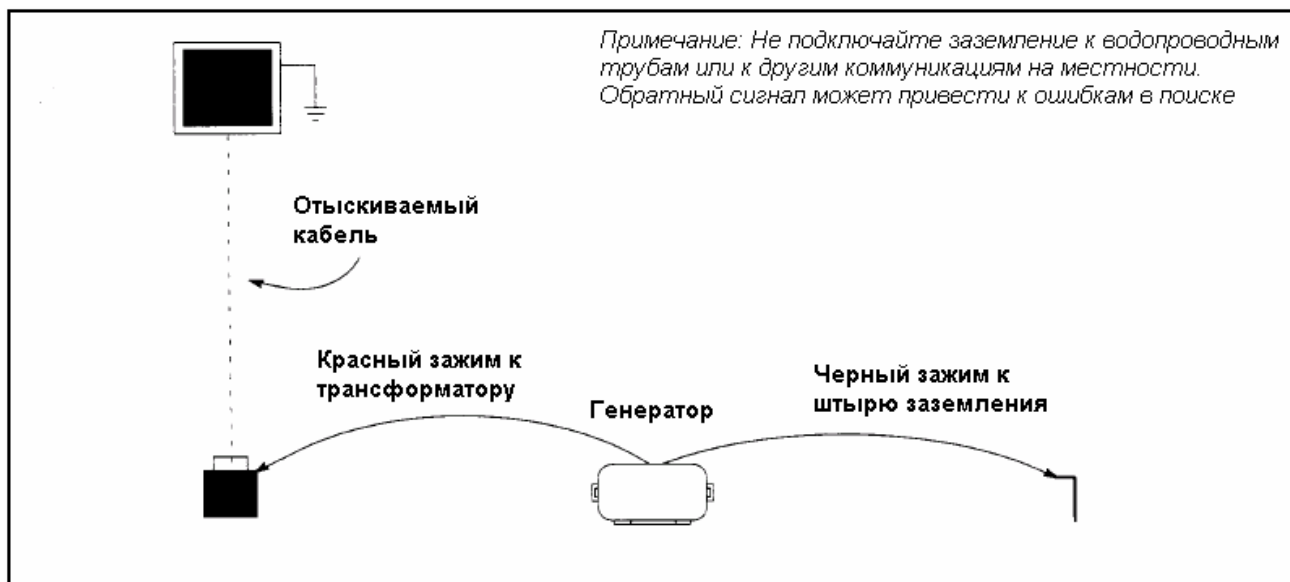 Примечание: Не подключайте заземление к водопроводным
трубам или к другим коммуникациям на местности.
Обратный сигнал может привести к ошибкам в поиске
Отыскиваемый
кабель
Красный зажим к
трансформатору
Генератор
Черный зажим к
штырю заземления